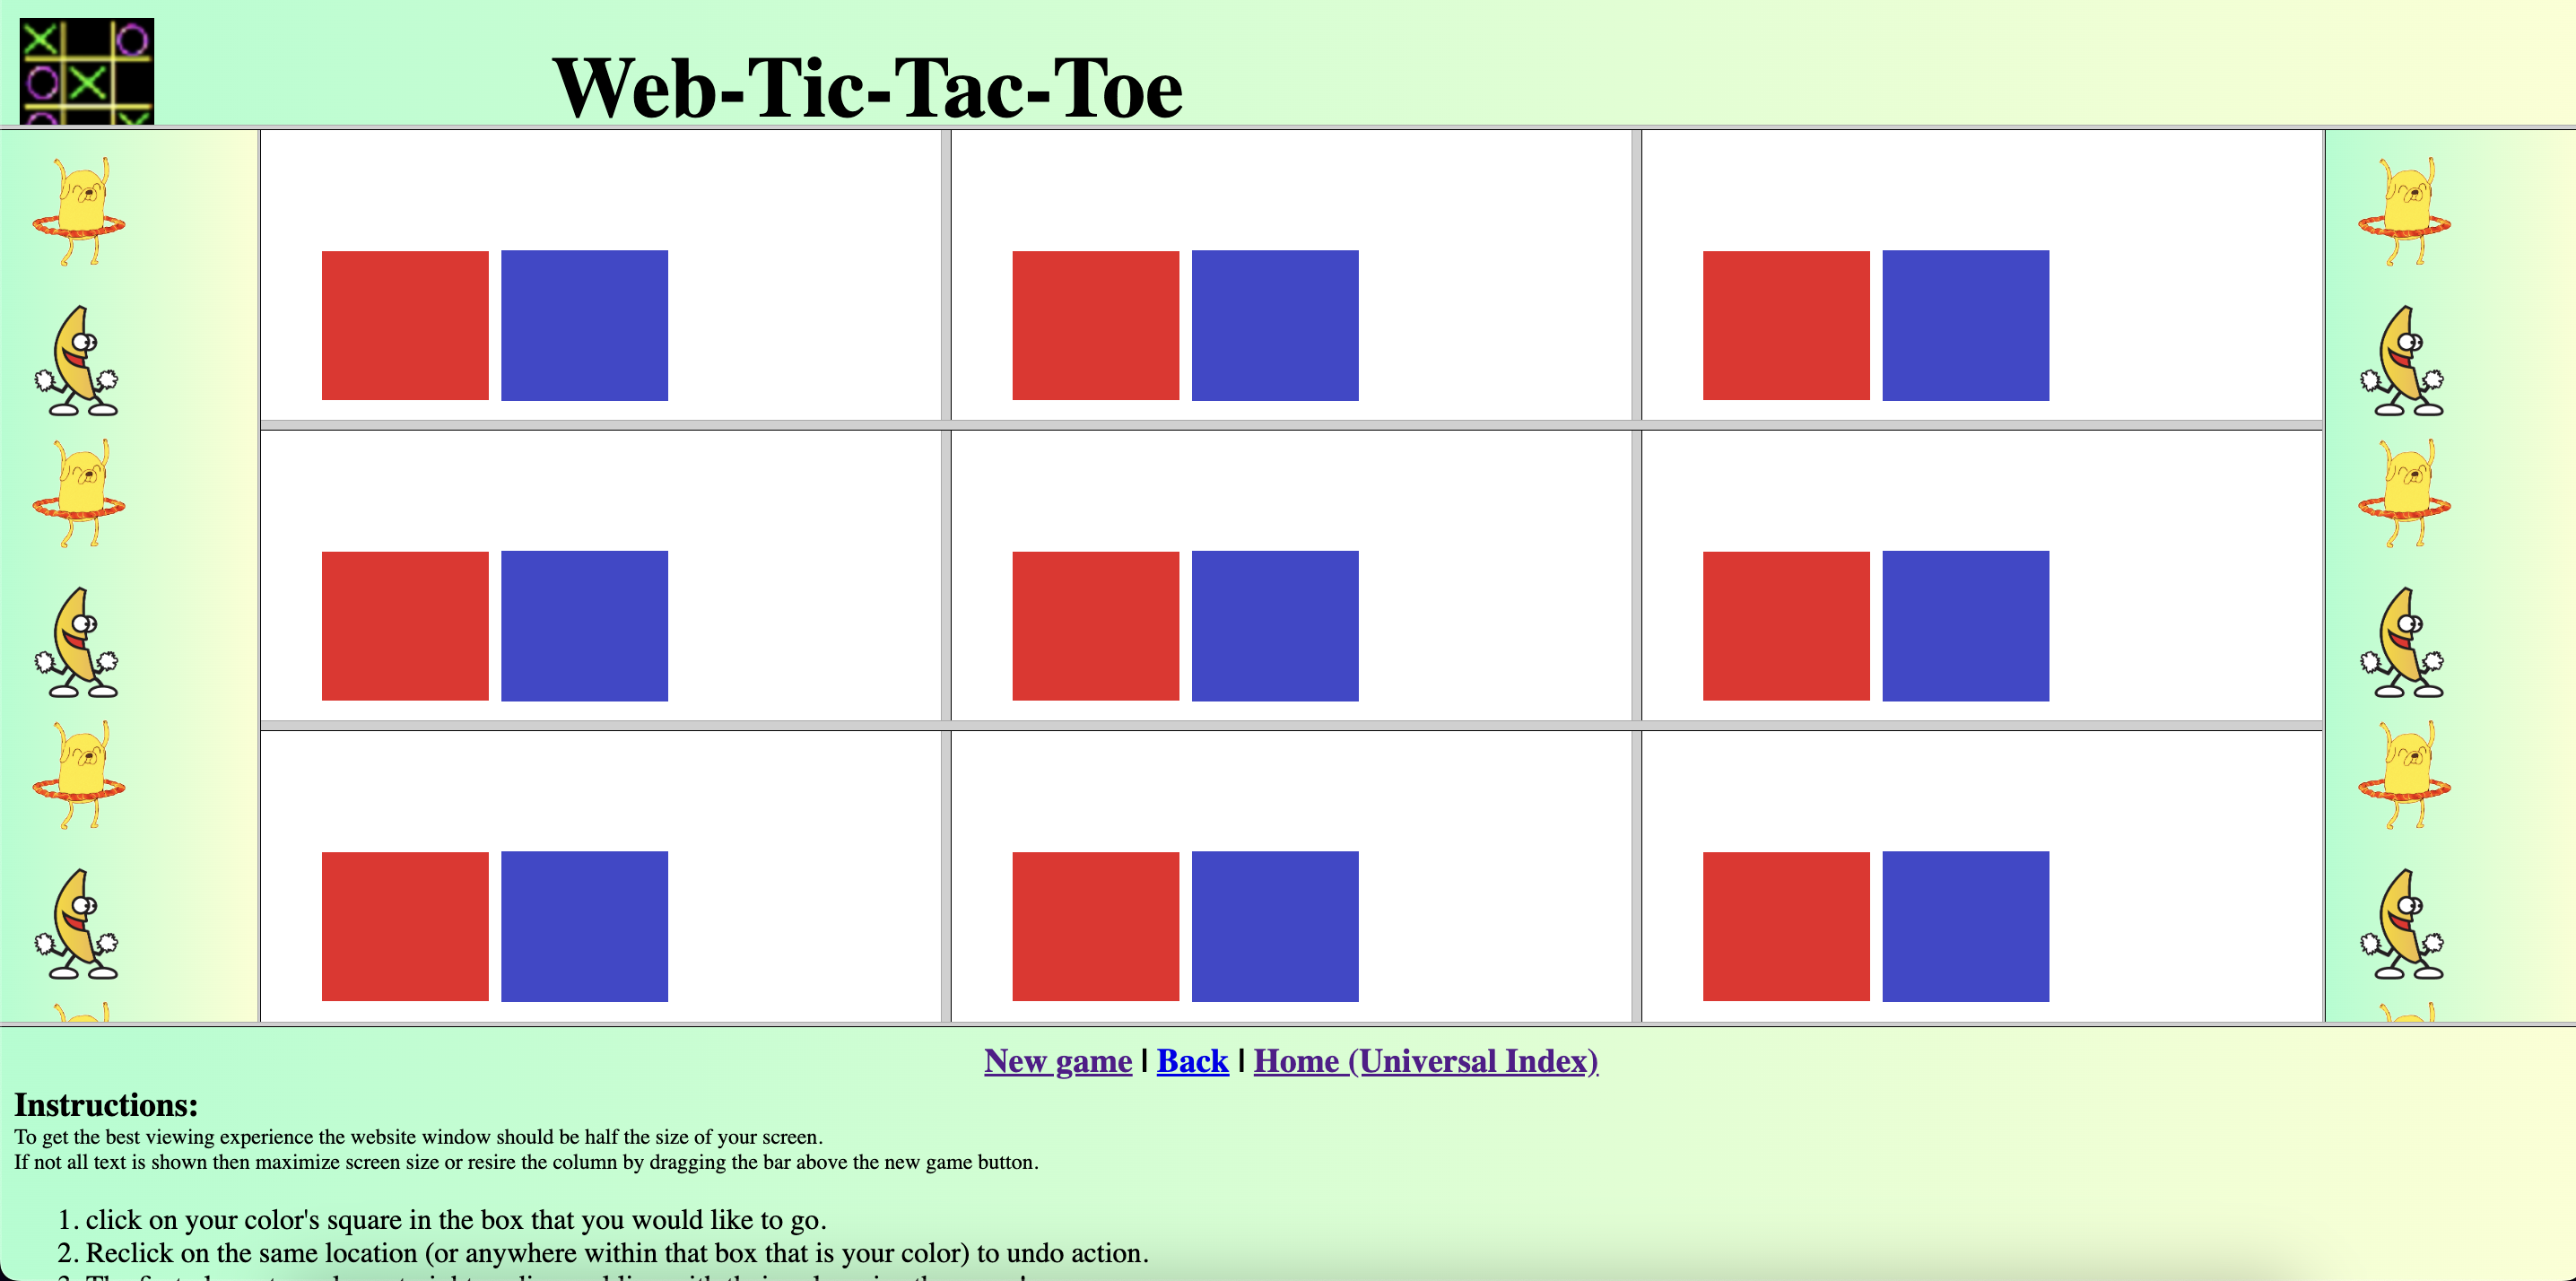 Web-Tic-Tac-Toe
New game | Back | Home (Universal Index)
Instructions:
To get the best viewing experience the website window should be half the size of your screen.
If not all text is shown then maximize screen size or resire the column by dragging the bar above the new game button.
1. click on your color's square in the box that you would like to go.
2. Reclick on the same location (or anywhere within that box that is your color) to undo action.